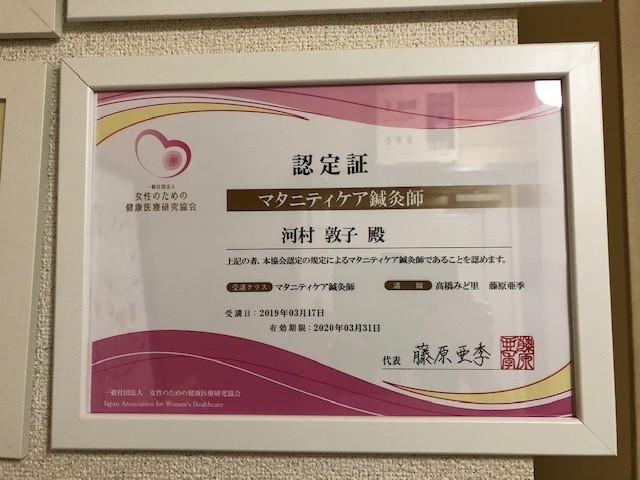 一般社団法人
女性のための
健康医療研究協会
認定証
マタニティケア鍼灸師
河村 敦子 殿
上記の者、本協会認定の規定によるマタニティケア鍼灸師であることを認めます。
受講クラス マタニティケア鍼灸師 講師 髙橋みど里 藤原亜季
受講日：2019年03月17日
有効期限：2020年03月31日
代表 藤原亜季
藤原亜季
一般社団法人 女性のための健康医療研究協会
Japan Association for Women's Healthcare